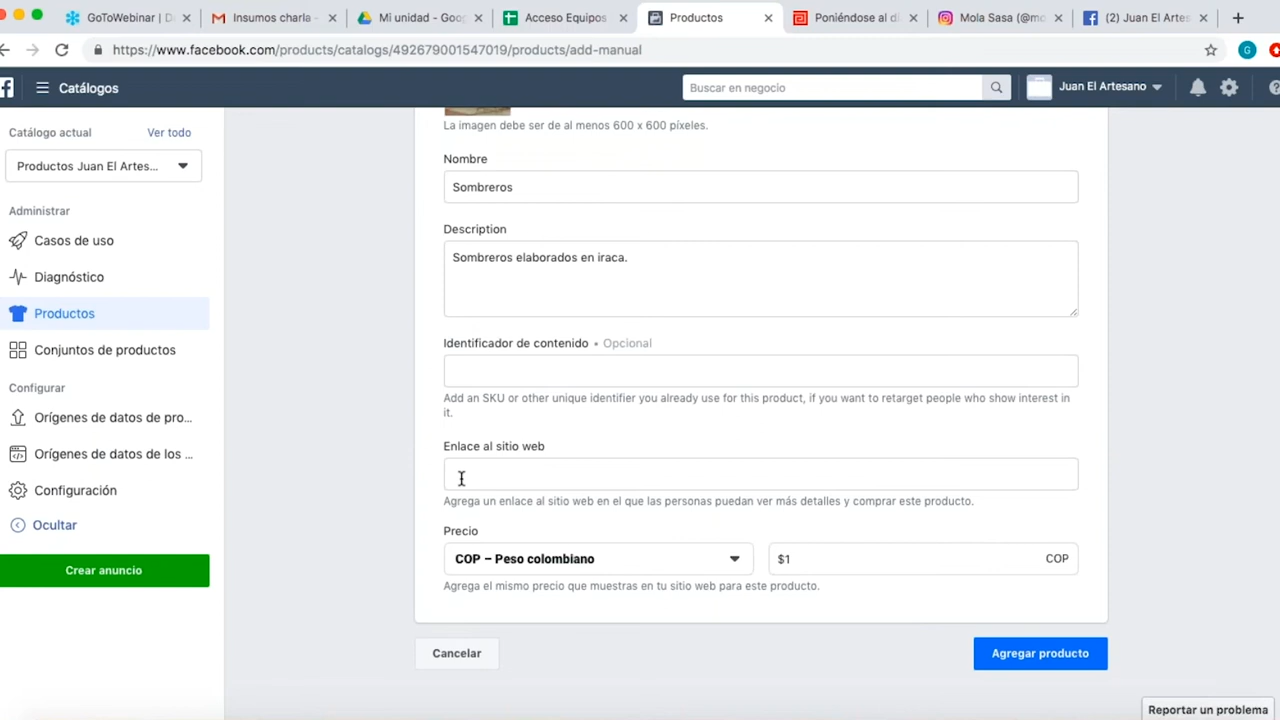 GoToWebinar | D
Insumos charla -
Mi unidad - Goog
Acceso Equipos
Productos
Poniéndose al di
Mola Sasa (@mo
(2) Juan El Artes
https://www.facebook.com/products/catalogs/492679001547019/products/add-manual
Catálogos
Buscar en negocio
Juan El Artesano
Catálogo actual
Ver todo
Productos Juan El Artes...
Administrar
Casos de uso
Diagnóstico
Productos
Conjuntos de productos
Configurar
Orígenes de datos de pro...
Orígenes de datos de los ...
Configuración
Ocultar
Crear anuncio
La imagen debe ser de al menos 600 x 600 píxeles.
Nombre
Sombreros
Description
Sombreros elaborados en iraca.
Identificador de contenido • Opcional
Add an SKU or other unique identifier you already use for this product, if you want to retarget people who show interest in
it.
Enlace al sitio web
Agrega un enlace al sitio web en el que las personas puedan ver más detalles y comprar este producto.
Precio
COP – Peso colombiano
$1 COP
Agrega el mismo precio que muestras en tu sitio web para este producto.
Cancelar
Agregar producto
Reportar un problema